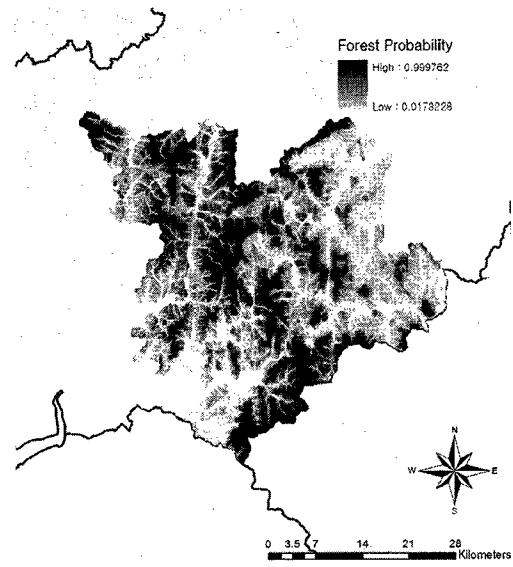 Forest Probability
High : 0.999762
Low : 0.0173228
N
W E
S
0 3.5 7 14 21 28
Kilometers